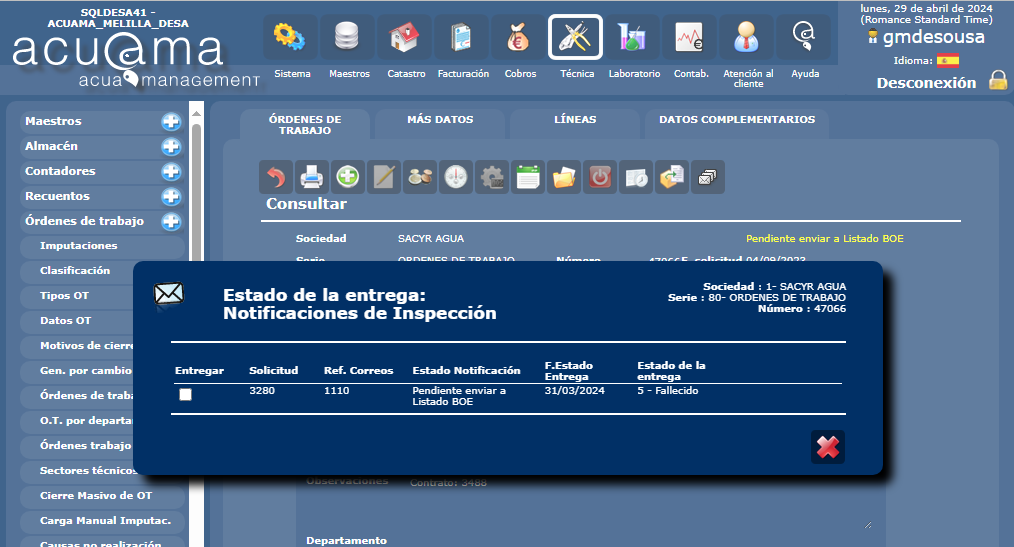 SQLDESA41 -
ACUAMA_MELILLA_DESA
acuama
acuamanagement
Sistema
Maestros
Catastro
Facturación
Cobros
Técnica
Laboratorio
Contab.
Atención al
cliente
Ayuda
lunes, 29 de abril de 2024
(Romance Standard Time)
gmdesousa
Idioma:
Desconexión
Maestros
Almacén
Contadores
Recuentos
Órdenes de trabajo
Imputaciones
Clasificación
Tipos OT
Datos OT
Motivos de cierre
Gen. por cambio
Órdenes de traba
O.T. por departa
Órdenes trabajo
Sectores técnicos
Cierre Masivo de OT
Carga Manual Imputac.
Causas no realización
ÓRDENES DE
TRABAJO
MÁS DATOS
LÍNEAS
DATOS COMPLEMENTARIOS
Consultar
Sociedad SACYR AGUA Pendiente enviar a Listado BOE
Serie ORDENES DE TRABAJO Número 47066 F. solicitud 04/09/2023
Estado de la entrega:
Notificaciones de Inspección
Sociedad : 1- SACYR AGUA
Serie : 80- ORDENES DE TRABAJO
Número : 47066
Entregar Solicitud Ref. Correos Estado Notificación F.Estado Entrega Estado de la entrega
3280 1110 Pendiente enviar a Listado BOE 31/03/2024 5 - Fallecido
Observaciones Contrato: 3488
Departamento